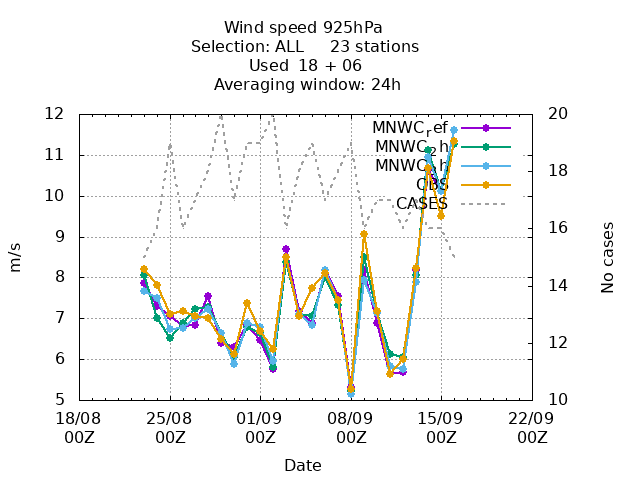 Wind speed 925hPa
Selection: ALL 23 stations
Used 18 + 06
Averaging window: 24h
12
11
10
9
8
7
6
5
m/s
20
18
16
14
12
10
No cases
MNWC_ref
MNWC_2h
MNWC_h
OBS
CASES
18/08 25/08 01/09 08/09 15/09 22/09
00Z 00Z 00Z 00Z 00Z 00Z
Date